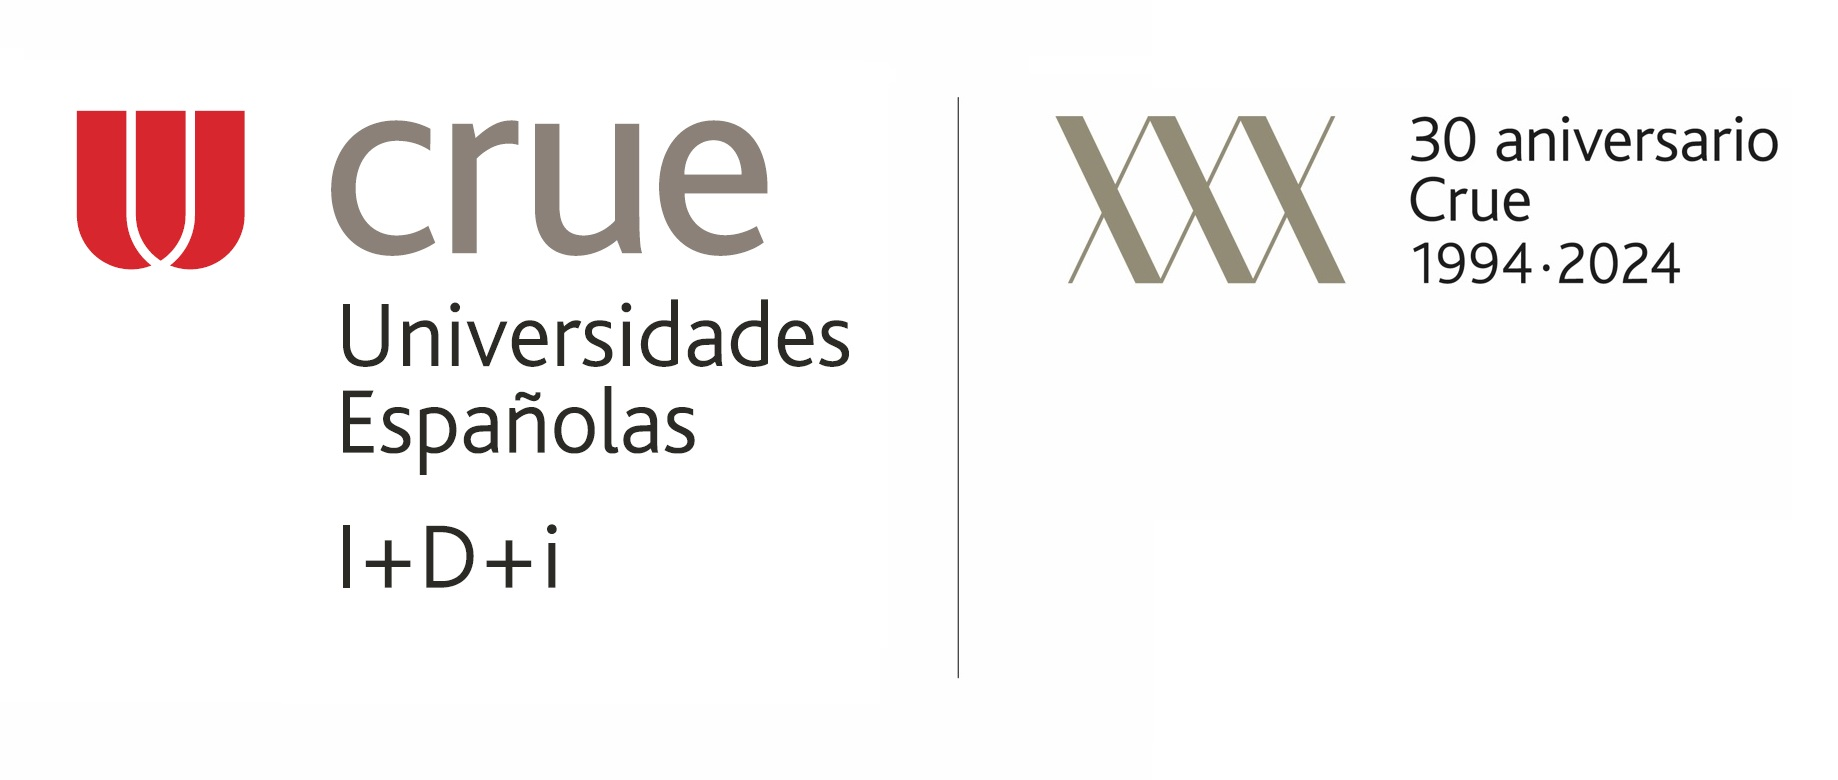 crue
Universidades
Españolas
I+D+i
XXX
30 aniversario
Crue
1994·2024